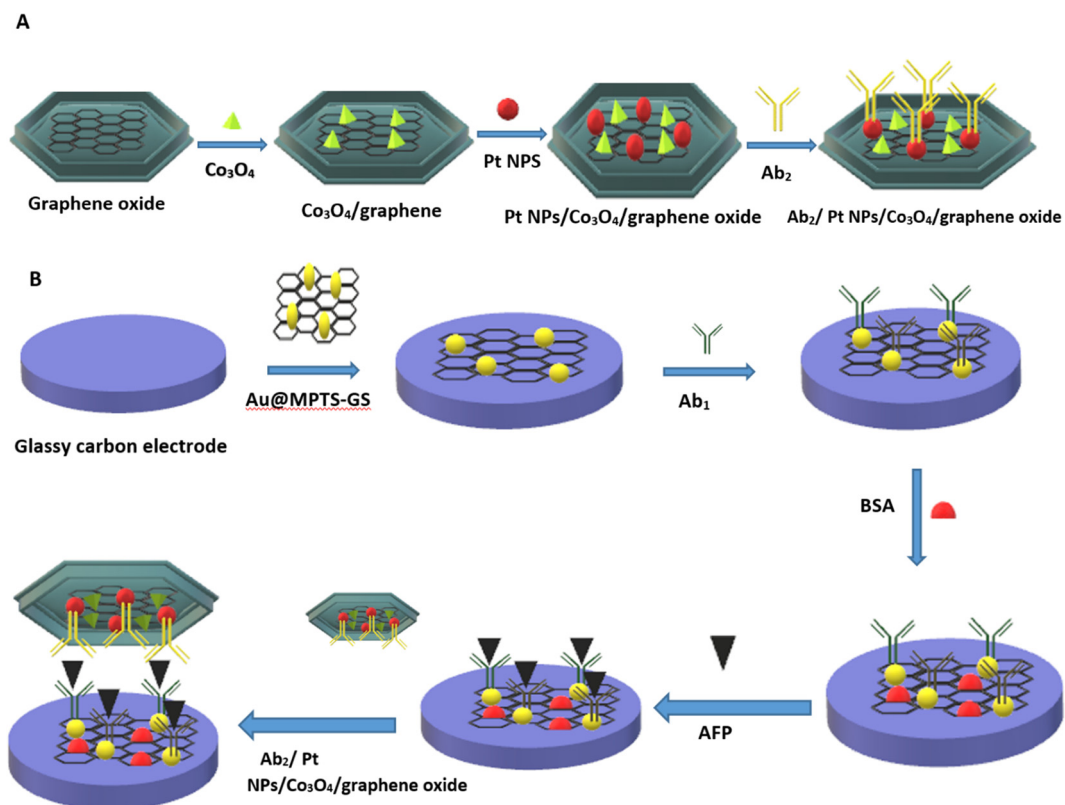 A
Co₃O₄
Pt NPS
Ab₂
Graphene oxide
Co₃O₄/graphene
Pt NPs/Co₃O₄/graphene oxide
Ab₂/ Pt NPs/Co₃O₄/graphene oxide
B
Au@MPTS-GS
Ab₁
Glassy carbon electrode
BSA
AFP
Ab₂/ Pt
NPs/Co₃O₄/graphene oxide